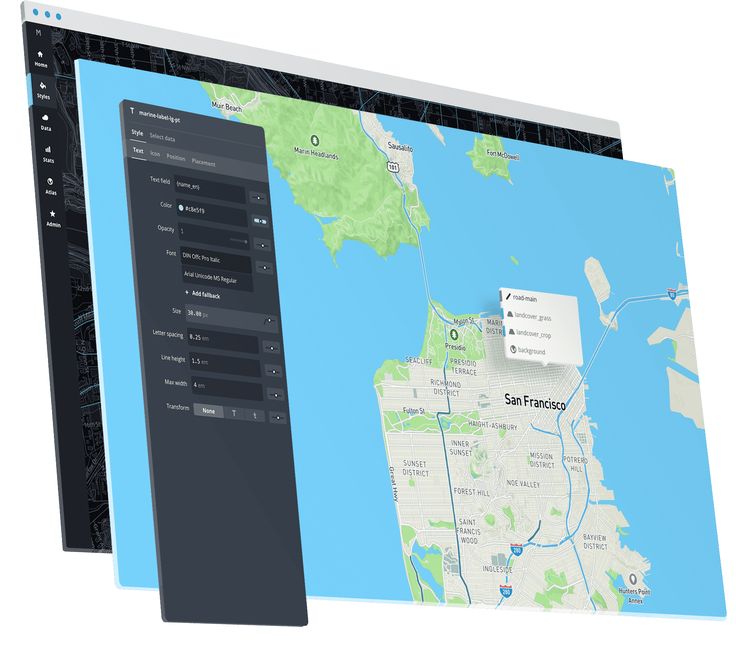 M
Home
Styles
Data
Stats
Atlas
Admin
T marine-label-lg-pt
Style Select data
Text Icon Position Placement
Text field {name_en}
Color #c8e5f9
Opacity 1
Font DIN Offc Pro Italic
Arial Unicode MS Regular
+ Add fallback
Size 30.00 px
Letter spacing 0.25 em
Line height 1.5 em
Max width 4 em
Transform None T t
Muir Beach
Marin Headlands
Sausalito
101
Fort McDowell
road-main
landcover_grass
landcover_crop
background
Presidio
SEACLIFF
PRESIDIO
TERRACE
RICHMOND
DISTRICT
San Francisco
Fulton St
HAIGHT-ASHBURY
Great Hwy
SUNSET
DISTRICT
INNER
SUNSET
MISSION
DISTRICT
POTRERO
HILL
FOREST HILL
NOE VALLEY
SAINT
FRANCIS
WOOD
BAYVIEW
DISTRICT
280
INGLESIDE
280
Hunters Point
Annex